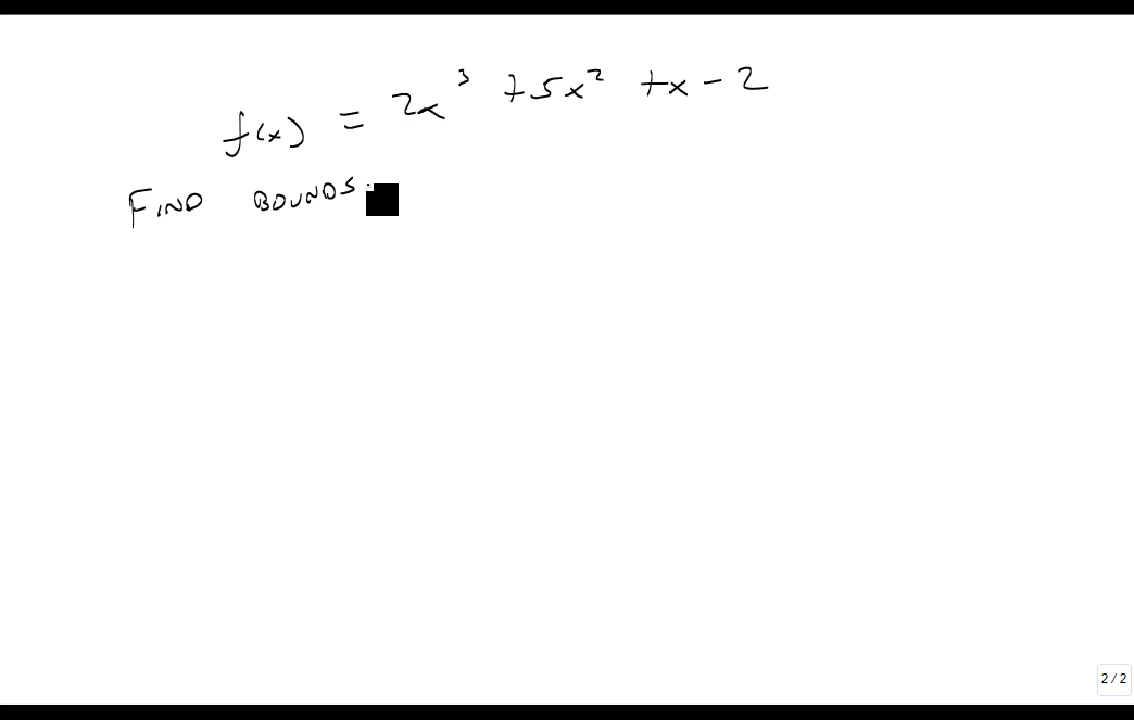 f(x) = 2x³ +5x² +x - 2
FIND BOUNDS:
2/2